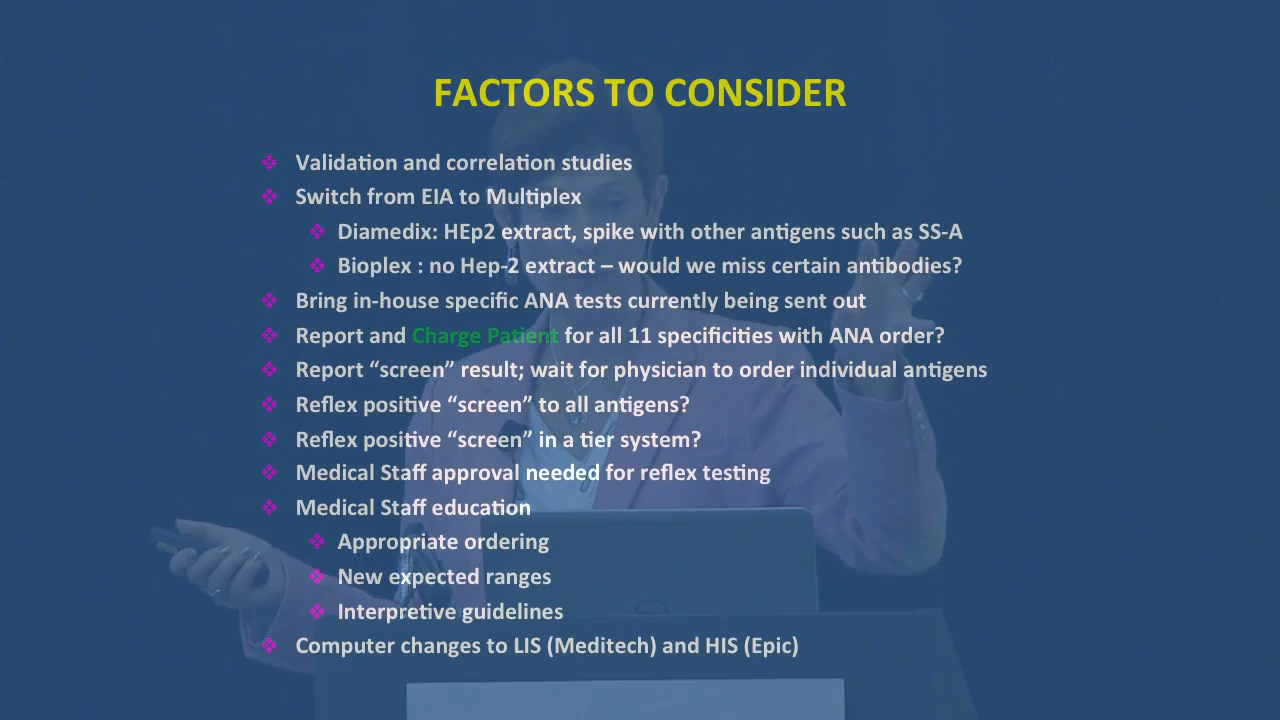 FACTORS TO CONSIDER
Validation and correlation studies
Switch from EIA to Multiplex
Diamedix: HEp2 extract, spike with other antigens such as SS-A
Bioplex : no Hep-2 extract – would we miss certain antibodies?
Bring in-house specific ANA tests currently being sent out
Report and Charge Patient for all 11 specificities with ANA order?
Report “screen” result; wait for physician to order individual antigens
Reflex positive “screen” to all antigens?
Reflex positive “screen” in a tier system?
Medical Staff approval needed for reflex testing
Medical Staff education
Appropriate ordering
New expected ranges
Interpretive guidelines
Computer changes to LIS (Meditech) and HIS (Epic)